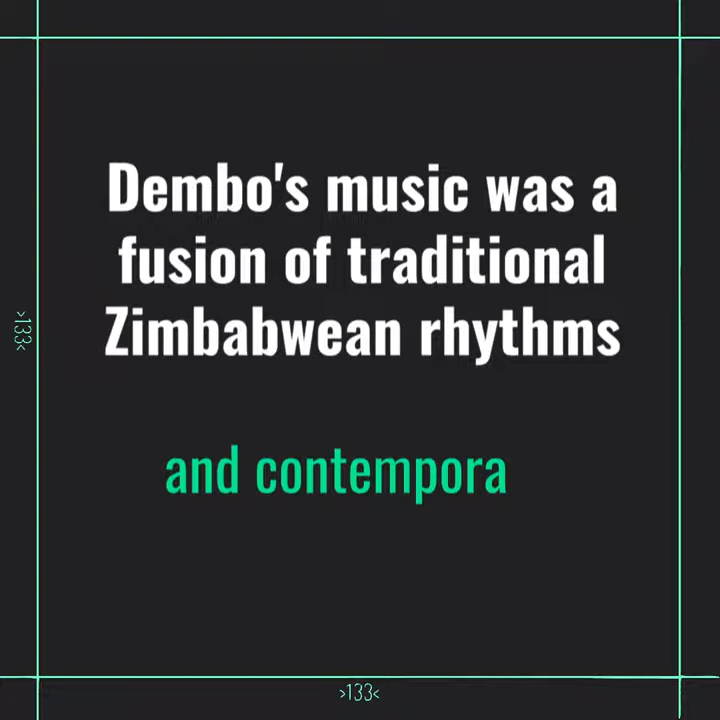 Dembo's music was a
fusion of traditional
Zimbabwean rhythms
and contempora
>133<
>133<